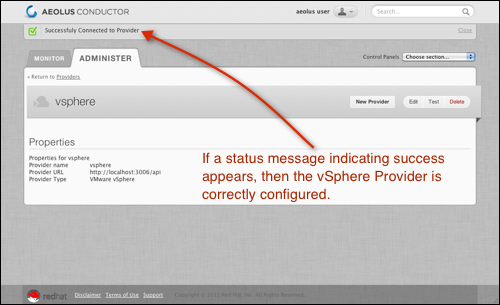 AEOLUS CONDUCTOR
aeolus user
Search...
Successfuly Connected to Provider
Close
MONITOR
ADMINISTER
Control Panels
Choose section...
‹ Return to Providers
vsphere
New Provider
Edit
Test
Delete
Properties
Properties for vsphere
Provider name vsphere
Provider URL http://localhost:3006/api
Provider Type VMware vSphere
If a status message indicating success
appears, then the vSphere Provider is
correctly configured.
redhat
Disclaimer Terms of Use Support
Copyright © 2011 Red Hat, Inc. All Rights Reserved.